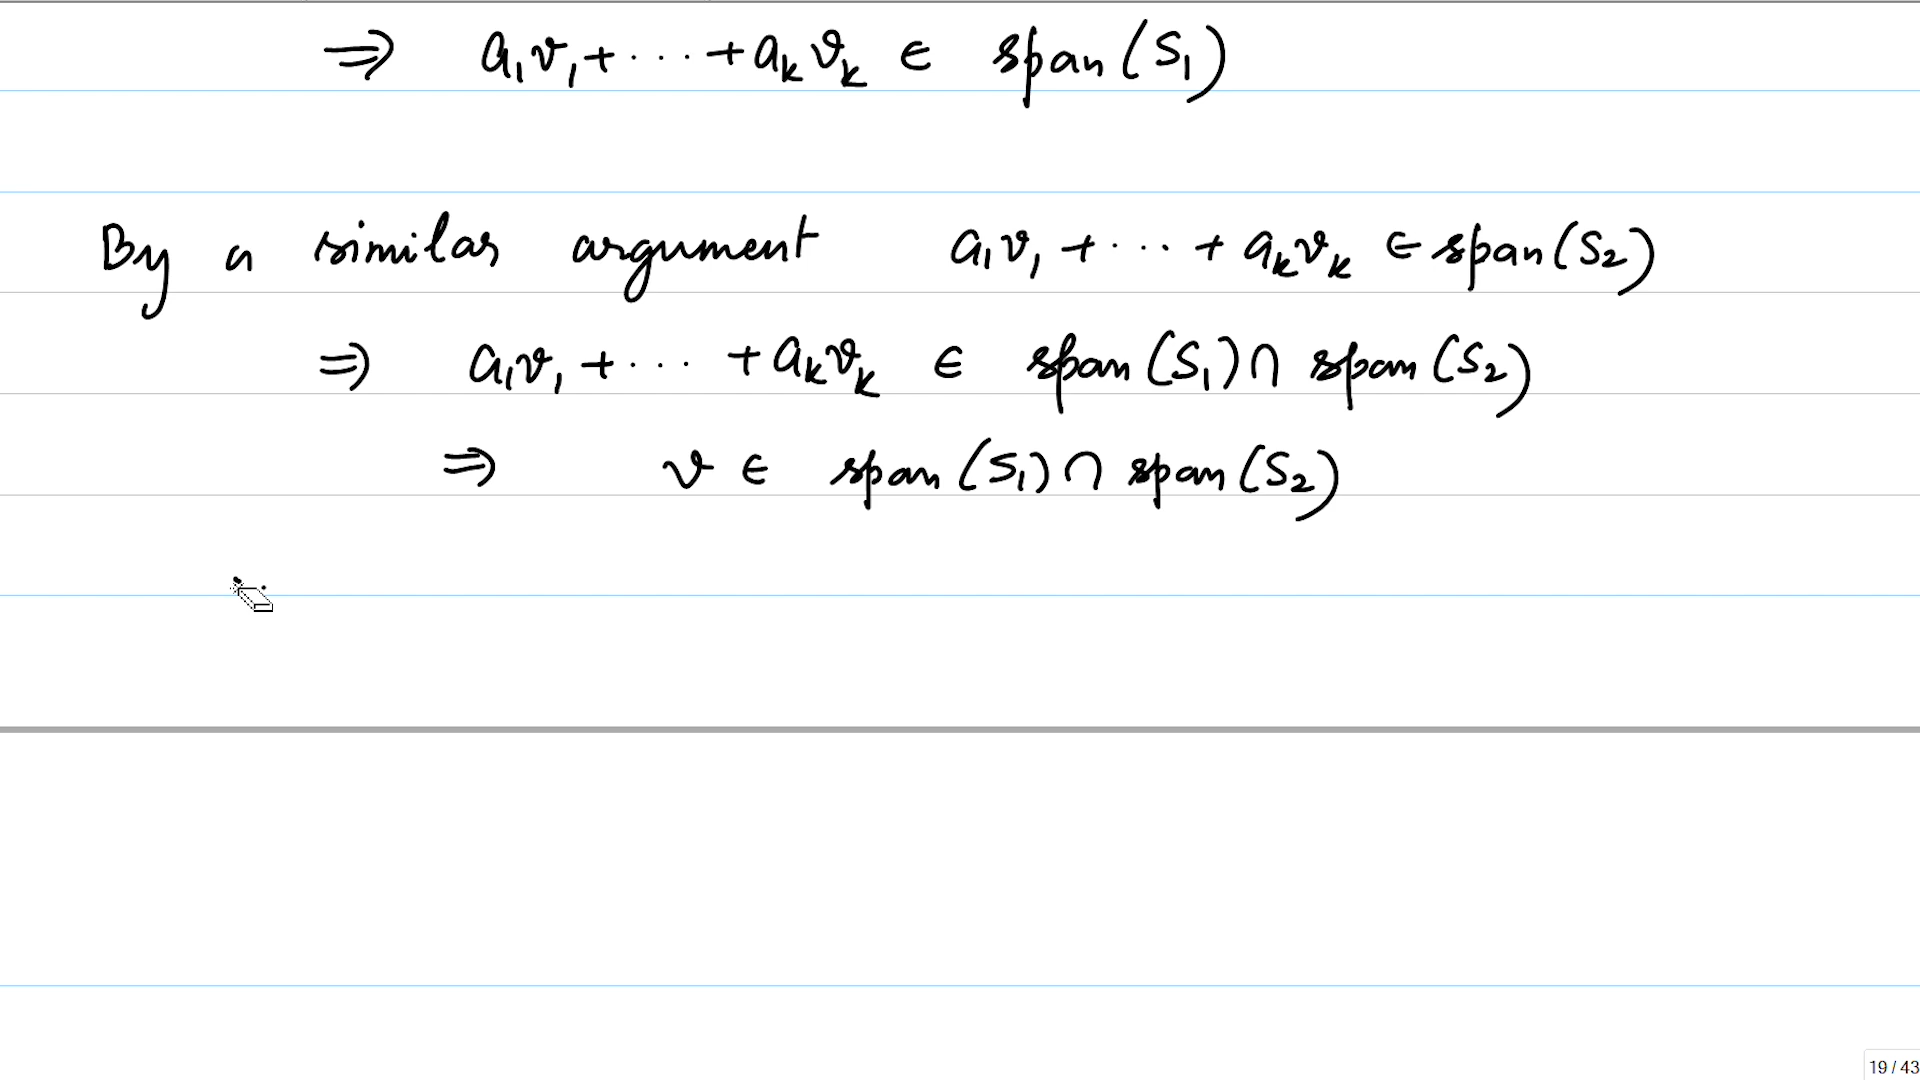 ⇒ a₁v₁ + ··· + aₖvₖ ∈ span(S₁)
By a similar argument a₁v₁ + ··· + aₖvₖ ∈ span(S₂)
⇒ a₁v₁ + ··· + aₖvₖ ∈ span(S₁) ∩ span(S₂)
⇒ v ∈ span(S₁) ∩ span(S₂)
19 / 43